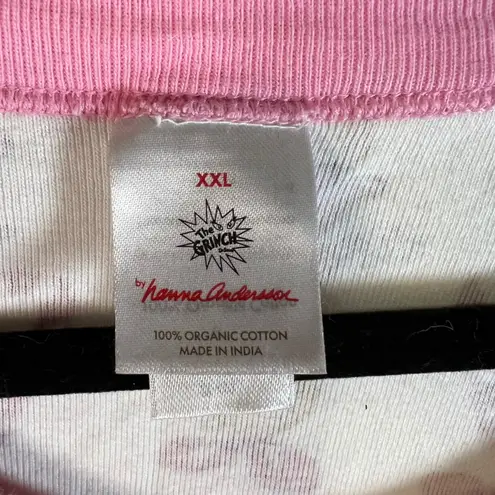 XXL
The
GRINCH
by hanna andersson
100% ORGANIC COTTON
MADE IN INDIA